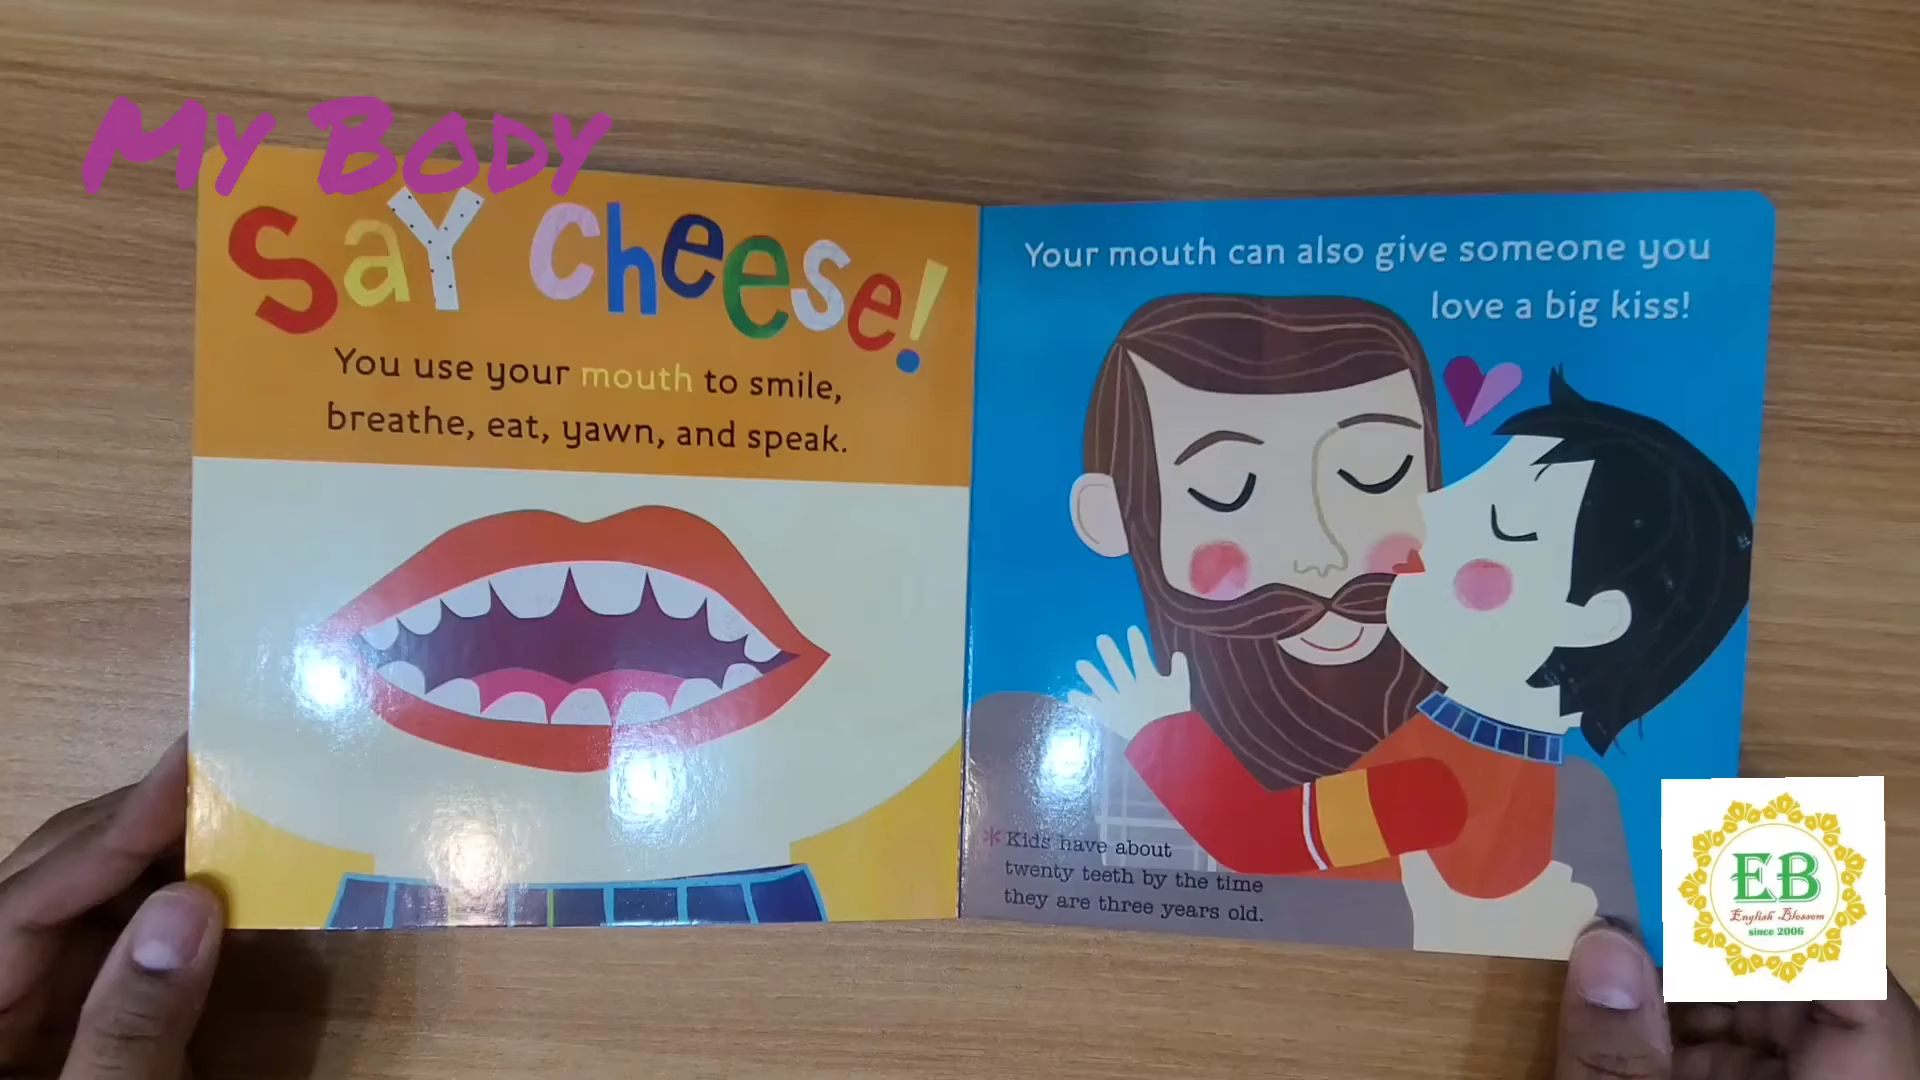 My Body
Say cheese!
You use your mouth to smile,
breathe, eat, yawn, and speak.
Your mouth can also give someone you
love a big kiss!
* Kids have about
twenty teeth by the time
they are three years old.
EB
English Blossom
since 2006